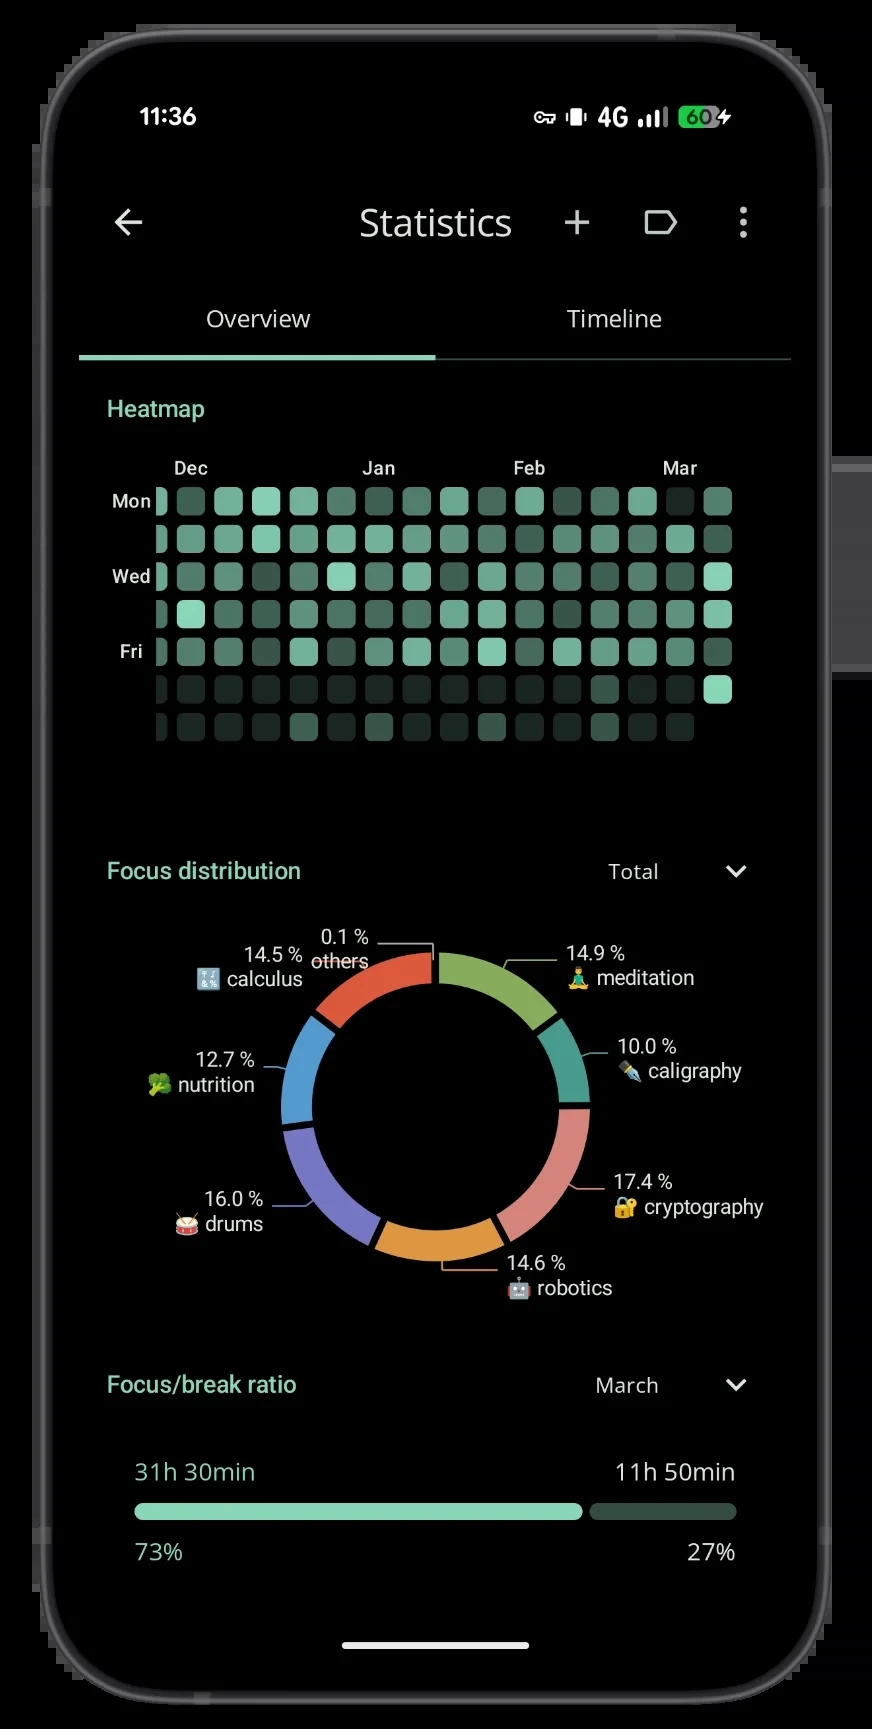 11:36
4G
60
Statistics
Overview
Timeline
Heatmap
Dec
Jan
Feb
Mar
Mon
Wed
Fri
Focus distribution
Total
0.1 %
others
14.5 %
calculus
14.9 %
meditation
10.0 %
caligraphy
12.7 %
nutrition
17.4 %
cryptography
16.0 %
drums
14.6 %
robotics
Focus/break ratio
March
31h 30min
11h 50min
73%
27%